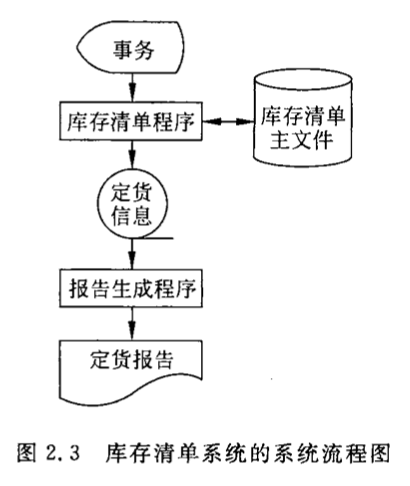 事务
库存清单程序
库存清单
主文件
定货
信息
报告生成程序
定货报告
图 2.3 库存清单系统的系统流程图